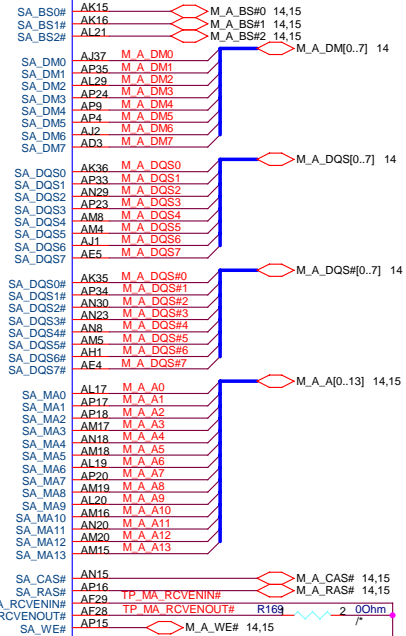 SA_BS0# AK15 M_A_BS#0 14,15
SA_BS1# AK16 M_A_BS#1 14,15
SA_BS2# AL21 M_A_BS#2 14,15
M_A_DM[0..7] 14
SA_DM0 AJ37 M_A_DM0
SA_DM1 AP35 M_A_DM1
SA_DM2 AL29 M_A_DM2
SA_DM3 AP24 M_A_DM3
SA_DM4 AP9 M_A_DM4
SA_DM5 AP4 M_A_DM5
SA_DM6 AJ2 M_A_DM6
SA_DM7 AD3 M_A_DM7
M_A_DQS[0..7] 14
SA_DQS0 AK36 M_A_DQS0
SA_DQS1 AP33 M_A_DQS1
SA_DQS2 AN29 M_A_DQS2
SA_DQS3 AP23 M_A_DQS3
SA_DQS4 AM8 M_A_DQS4
SA_DQS5 AM4 M_A_DQS5
SA_DQS6 AJ1 M_A_DQS6
SA_DQS7 AE5 M_A_DQS7
M_A_DQS#[0..7] 14
SA_DQS0# AK35 M_A_DQS#0
SA_DQS1# AP34 M_A_DQS#1
SA_DQS2# AN30 M_A_DQS#2
SA_DQS3# AN23 M_A_DQS#3
SA_DQS4# AN8 M_A_DQS#4
SA_DQS5# AM5 M_A_DQS#5
SA_DQS6# AH1 M_A_DQS#6
SA_DQS7# AE4 M_A_DQS#7
M_A_A[0..13] 14,15
SA_MA0 AL17 M_A_A0
SA_MA1 AP17 M_A_A1
SA_MA2 AP18 M_A_A2
SA_MA3 AM17 M_A_A3
SA_MA4 AN18 M_A_A4
SA_MA5 AM18 M_A_A5
SA_MA6 AL19 M_A_A6
SA_MA7 AP20 M_A_A7
SA_MA8 AM19 M_A_A8
SA_MA9 AL20 M_A_A9
SA_MA10 AM16 M_A_A10
SA_MA11 AN20 M_A_A11
SA_MA12 AM20 M_A_A12
SA_MA13 AM15 M_A_A13
SA_CAS# AN15 M_A_CAS# 14,15
SA_RAS# AP16 M_A_RAS# 14,15
A_RCVENIN# AF29 TP_MA_RCVENIN#
RCVENOUT# AF28 TP_MA_RCVENOUT# R169 1 2 0Ohm
SA_WE# AP15 M_A_WE# 14,15 /*